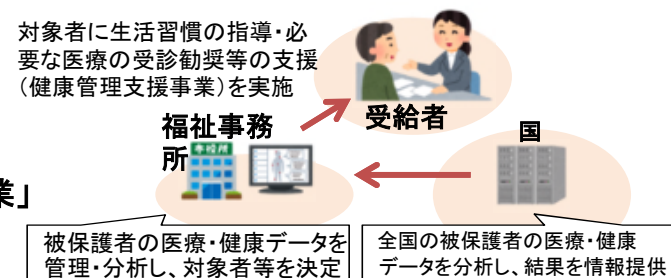 対象者に生活習慣の指導・必
要な医療の受診勧奨等の支援
(健康管理支援事業)を実施
受給者
福祉事務
所
国
市役所
業」
被保護者の医療・健康データを
管理・分析し、対象者等を決定
全国の被保護者の医療・健康
データを分析し、結果を情報提供